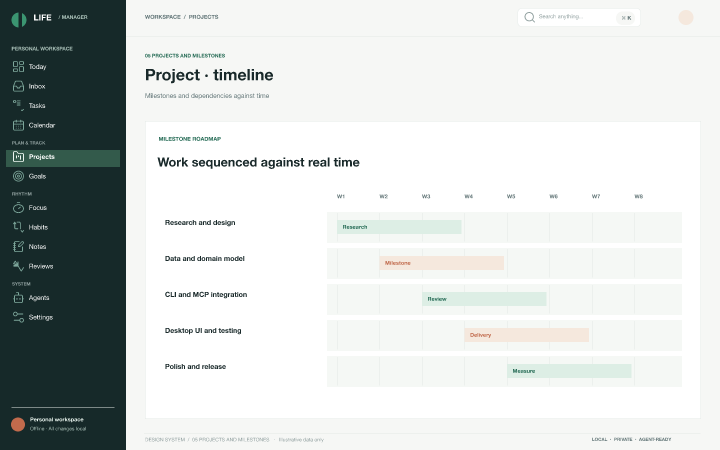 LIFE / MANAGER
PERSONAL WORKSPACE
Today
Inbox
Tasks
Calendar
PLAN & TRACK
Projects
Goals
RHYTHM
Focus
Habits
Notes
Reviews
SYSTEM
Agents
Settings
Personal workspace
Offline · All changes local
WORKSPACE / PROJECTS
Search anything...
⌘ K
05 PROJECTS AND MILESTONES
Project · timeline
Milestones and dependencies against time
MILESTONE ROADMAP
Work sequenced against real time
W1 W2 W3 W4 W5 W6 W7 W8
Research and design
Research
Data and domain model
Milestone
CLI and MCP integration
Review
Desktop UI and testing
Delivery
Polish and release
Measure
DESIGN SYSTEM / 05 PROJECTS AND MILESTONES · Illustrative data only
LOCAL · PRIVATE · AGENT-READY